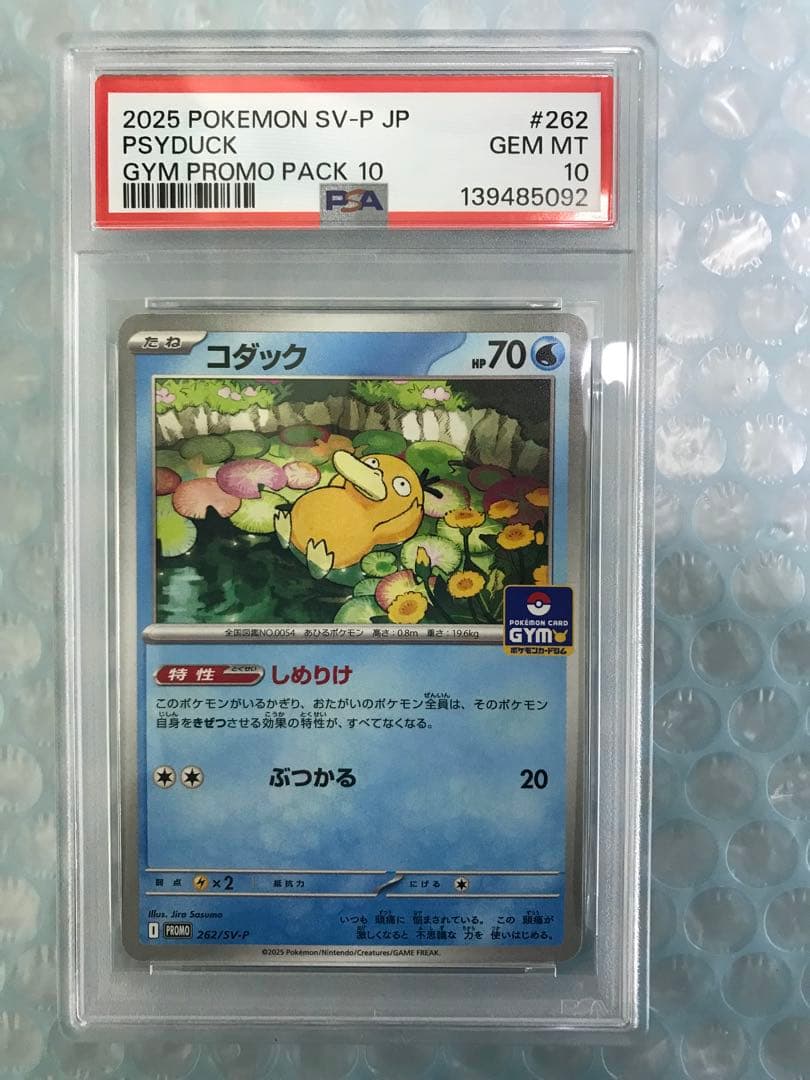 2025 POKEMON SV-P JP #262
PSYDUCK GEM MT
GYM PROMO PACK 10 10
PSA 139485092
たね コダック HP 70
全国図鑑NO.0054 あひるポケモン 高さ:0.8m 重さ:19.6kg
POKÉMON CARD
GYM
ポケモンカードジム
特性 とくせい しめりけ
このポケモンがいるかぎり、おたがいのポケモン全員は、そのポケモン
自身をきぜつさせる効果の特性が、すべてなくなる。
ぶつかる 20
弱点 ×2 抵抗力 にげる
Illus. Jiro Sasumo
いつも 頭痛に 悩まされている。この 頭痛が
激しくなると 不思議な 力を 使いはじめる。
I PROMO 262/SV-P
©2025 Pokémon/Nintendo/Creatures/GAME FREAK.
PSA